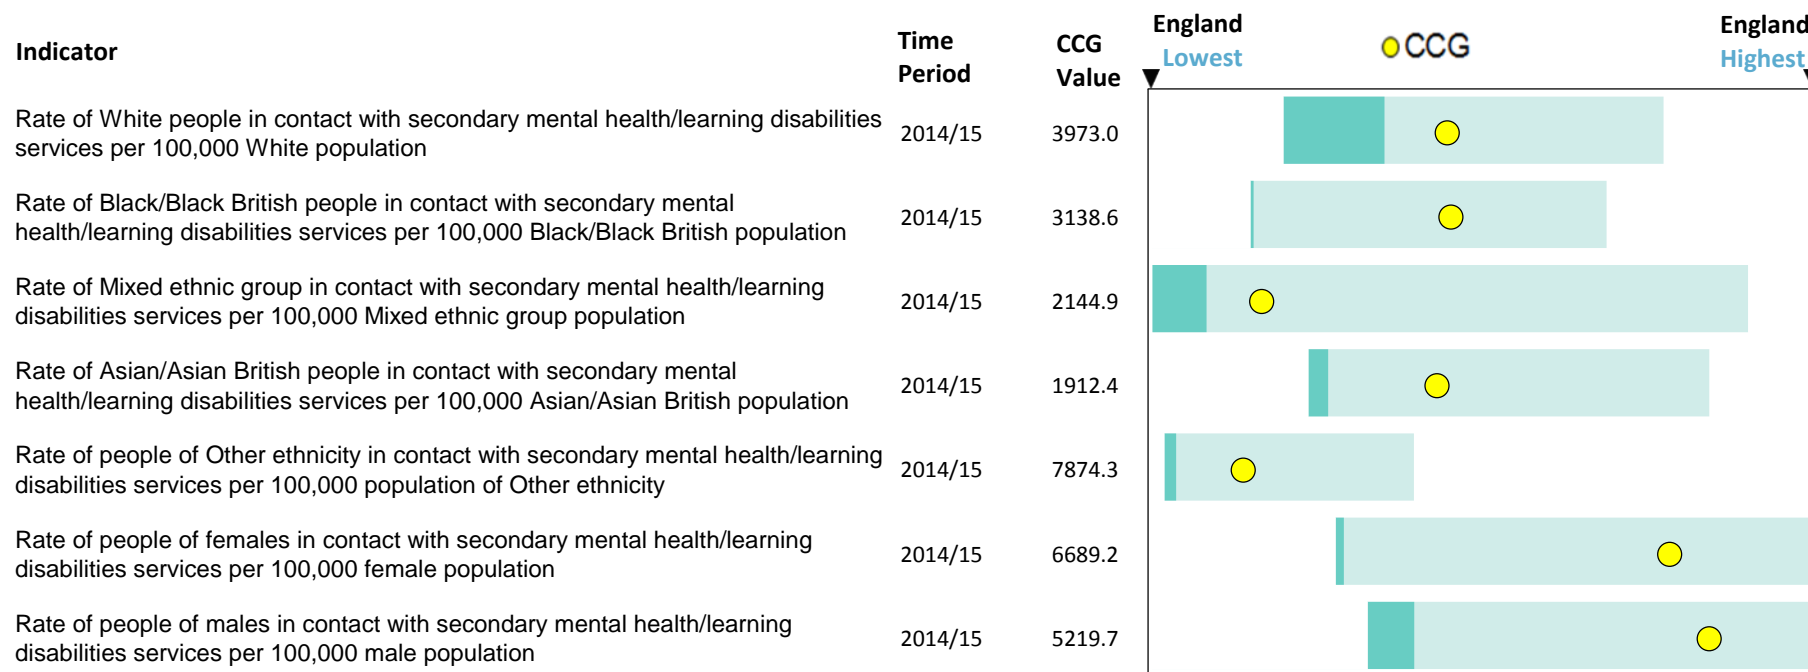 Indicator
Time
Period
CCG
Value
England
Lowest
CCG
England
Highest
Rate of White people in contact with secondary mental health/learning disabilities
services per 100,000 White population
2014/15
3973.0
Rate of Black/Black British people in contact with secondary mental
health/learning disabilities services per 100,000 Black/Black British population
2014/15
3138.6
Rate of Mixed ethnic group in contact with secondary mental health/learning
disabilities services per 100,000 Mixed ethnic group population
2014/15
2144.9
Rate of Asian/Asian British people in contact with secondary mental
health/learning disabilities services per 100,000 Asian/Asian British population
2014/15
1912.4
Rate of people of Other ethnicity in contact with secondary mental health/learning
disabilities services per 100,000 population of Other ethnicity
2014/15
7874.3
Rate of people of females in contact with secondary mental health/learning
disabilities services per 100,000 female population
2014/15
6689.2
Rate of people of males in contact with secondary mental health/learning
disabilities services per 100,000 male population
2014/15
5219.7